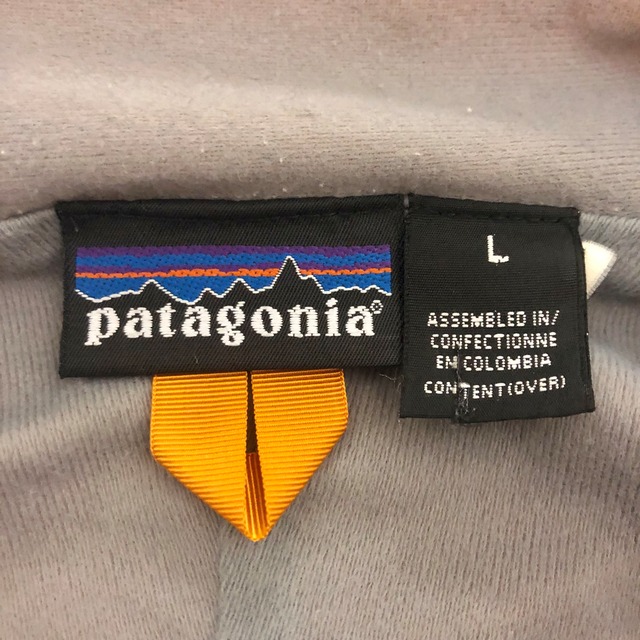 patagonia®
L
ASSEMBLED IN/
CONFECTIONNE
EN COLOMBIA
CONTENT(OVER)